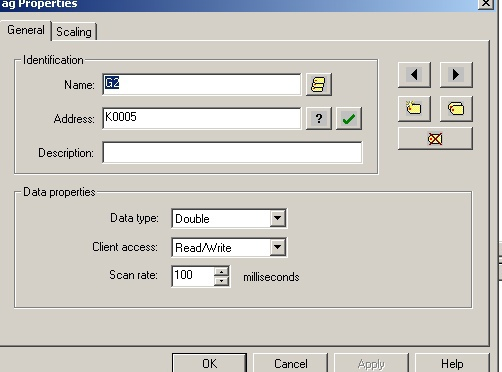 ag Properties
General Scaling
Identification
Name: G2
Address: K0005 ?
Description:
Data properties
Data type: Double
Client access: Read/Write
Scan rate: 100 milliseconds
OK Cancel Apply Help